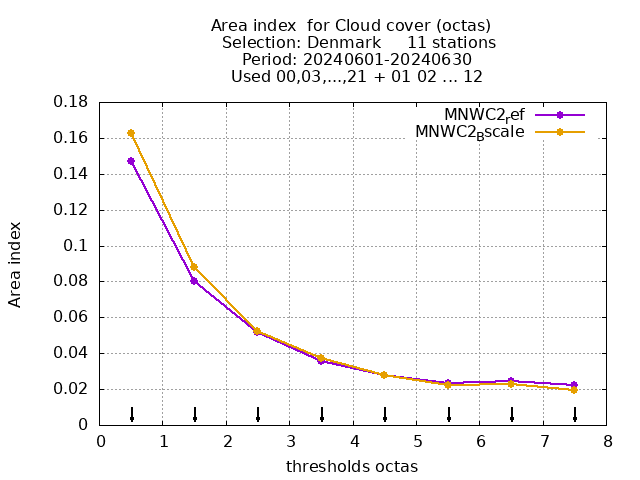 Area index  for Cloud cover (octas)
Selection: Denmark     11 stations
Period: 20240601-20240630
Used 00,03,...,21 + 01 02 ... 12
MNWC2ref
MNWC2Bscale
0.18
0.16
0.14
0.12
0.1
0.08
0.06
0.04
0.02
0
Area index
0 1 2 3 4 5 6 7 8
thresholds octas